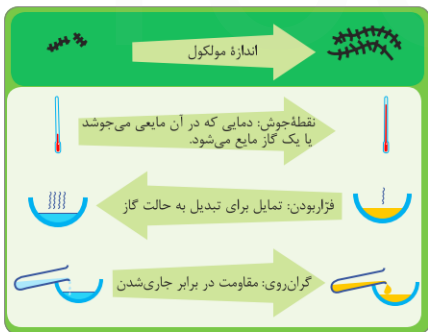 اندازهٔ مولکول
نقطهٔ‌جوش: دمایی که در آن مایعی می‌جوشد
یا یک گاز مایع می‌شود.
فرّاربودن: تمایل برای تبدیل به حالت گاز
گران‌روی: مقاومت در برابر جاری‌شدن